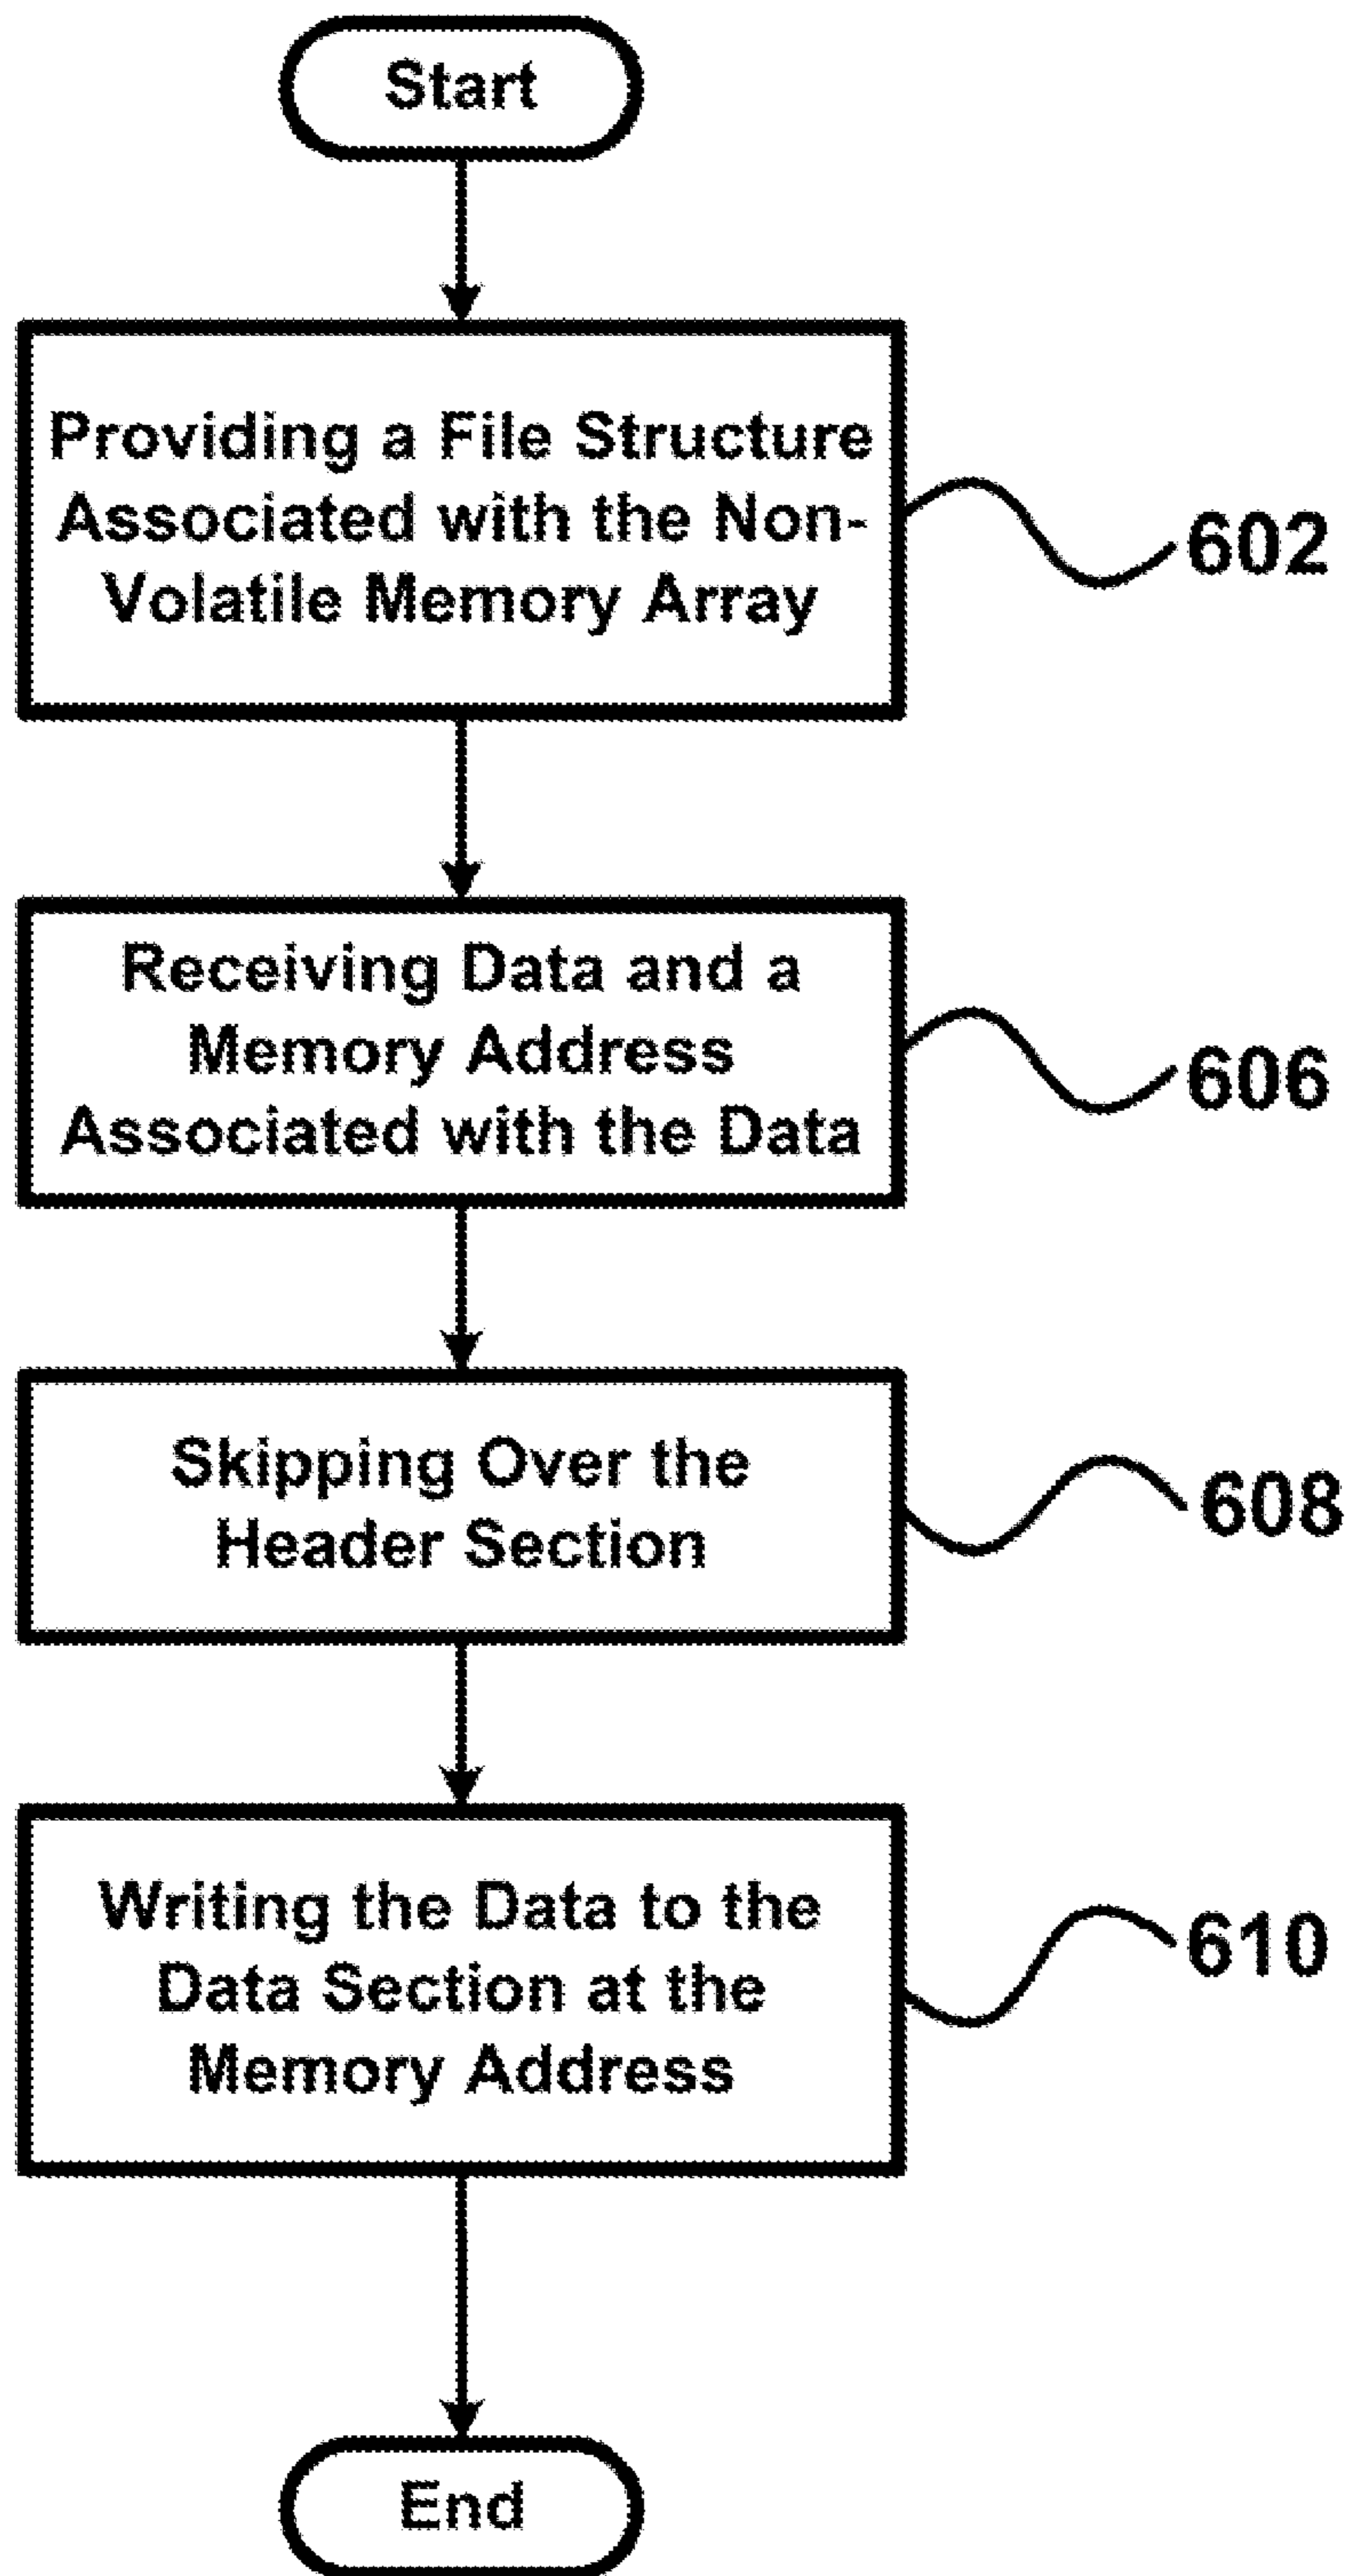 Start
Providing a File Structure
Associated with the Non-
Volatile Memory Array
602
Receiving Data and a
Memory Address
Associated with the Data
606
Skipping Over the
Header Section
608
Writing the Data to the
Data Section at the
Memory Address
610
End